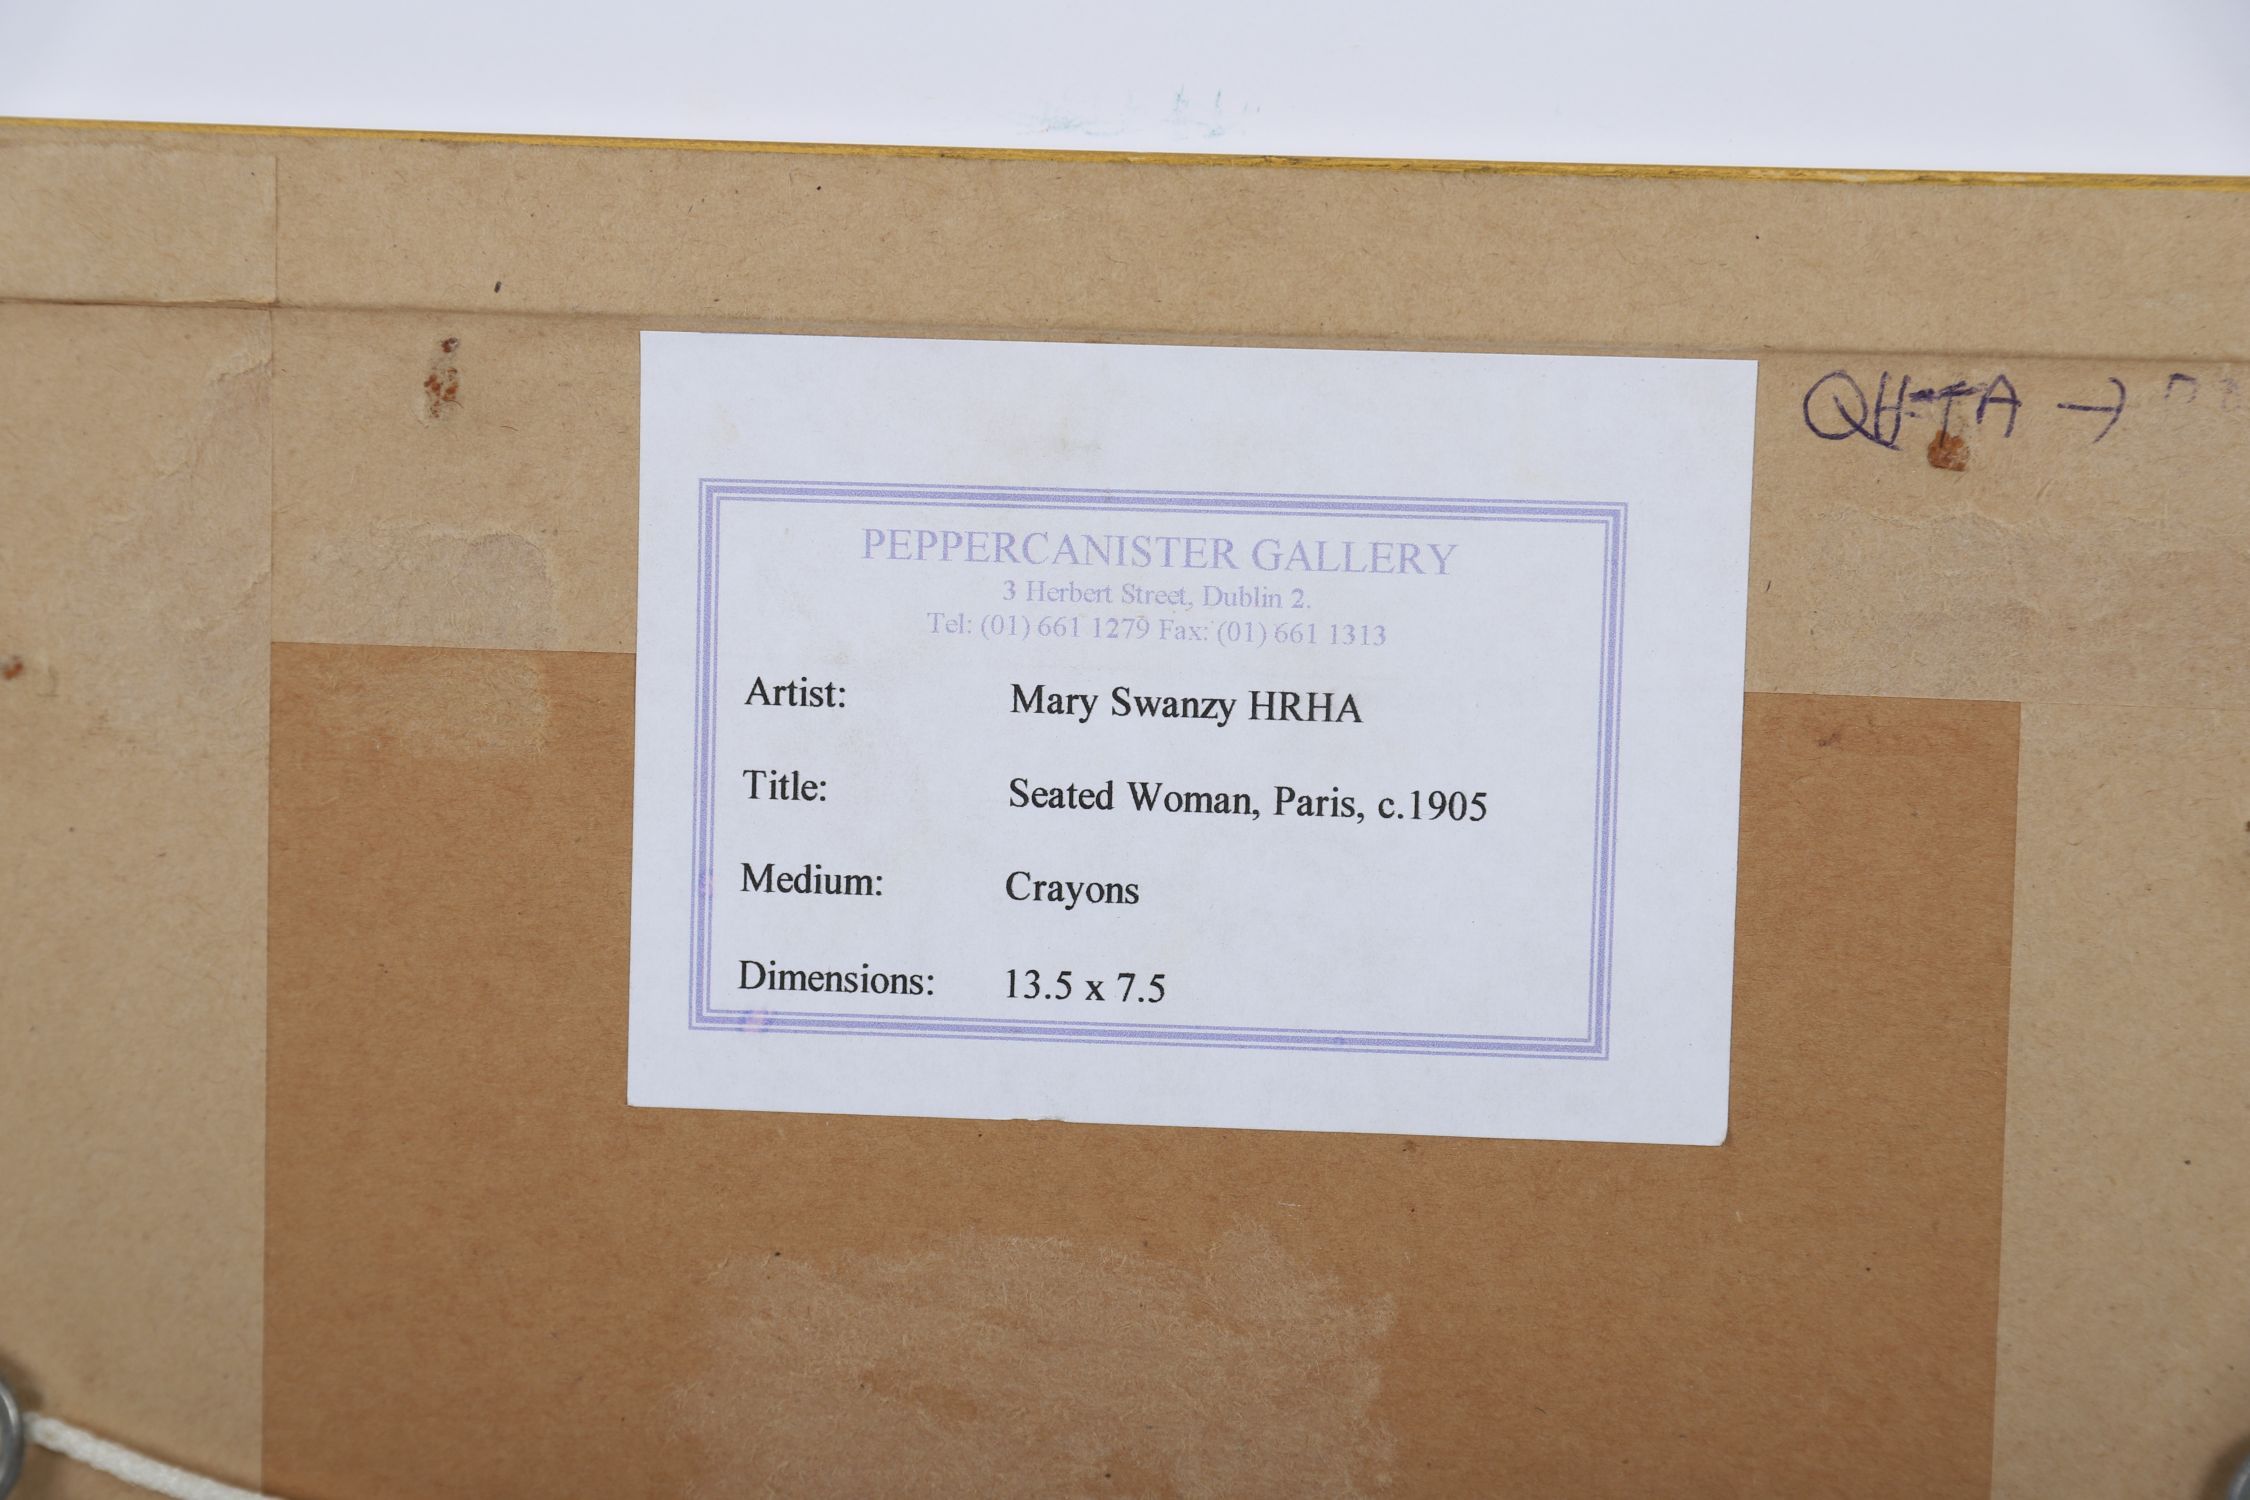 PEPPERCANISTER GALLERY
3 Herbert Street, Dublin 2.
Tel: (01) 661 1279 Fax: (01) 661 1313
Artist: Mary Swanzy HRHA
Title: Seated Woman, Paris, c.1905
Medium: Crayons
Dimensions: 13.5 x 7.5